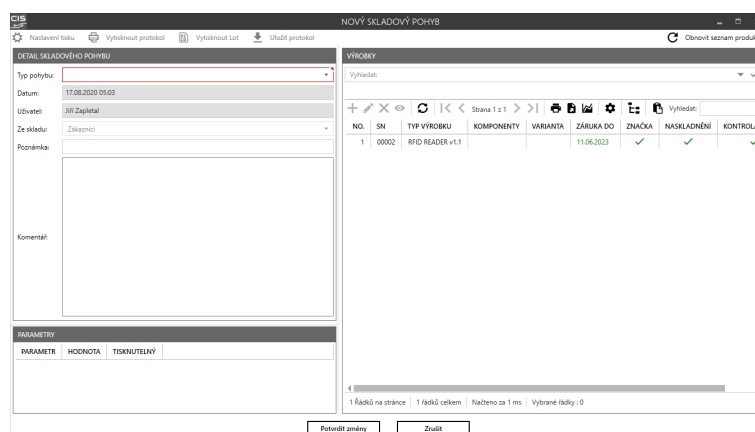 CIS
NOVÝ SKLADOVÝ POHYB
Nastavení tisku Vytisknout protokol Vytisknout Lot Uložit protokol Obnovit seznam produk
DETAIL SKLADOVÉHO POHYBU
Typ pohybu:
Datum: 17.08.2020 05:03
Uživatel: Jiří Zapletal
Ze skladu: Zákazníci
Poznámka:
Komentář:
PARAMETRY
PARAMETR HODNOTA TISKNUTELNÝ
VÝROBKY
Vyhledat:
Strana 1 z 1 Vyhledat:
NO. SN TYP VÝROBKU KOMPONENTY VARIANTA ZÁRUKA DO ZNAČKA NASKLADNĚNÍ KONTROLA
1 00002 RFID READER v1.1 11.06.2023
1 Řádků na stránce 1 řádků celkem Načteno za 1 ms Vybrané řádky : 0
Potvrdit změny Zrušit